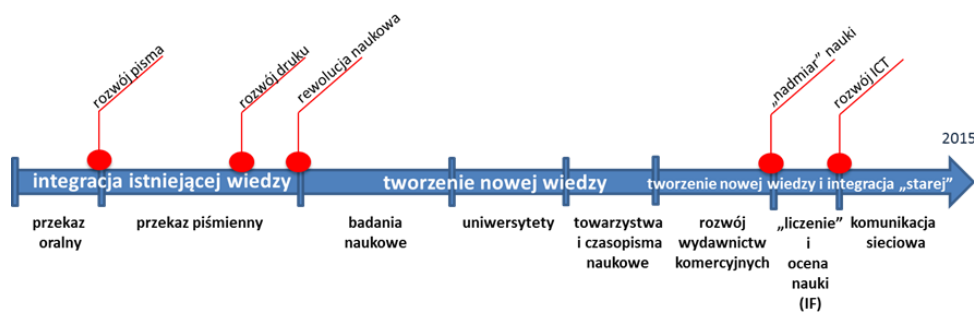 rozwój pisma
rozwój druku
rewolucja naukowa
„nadmiar” nauki
rozwój ICT
2015
integracja istniejącej wiedzy
tworzenie nowej wiedzy
tworzenie nowej wiedzy i integracja „starej”
przekaz
oralny
przekaz piśmienny
badania
naukowe
uniwersytety
towarzystwa
i czasopisma
naukowe
rozwój
wydawnictw
komercyjnych
„liczenie”
i
ocena
nauki
(IF)
komunikacja
sieciowa